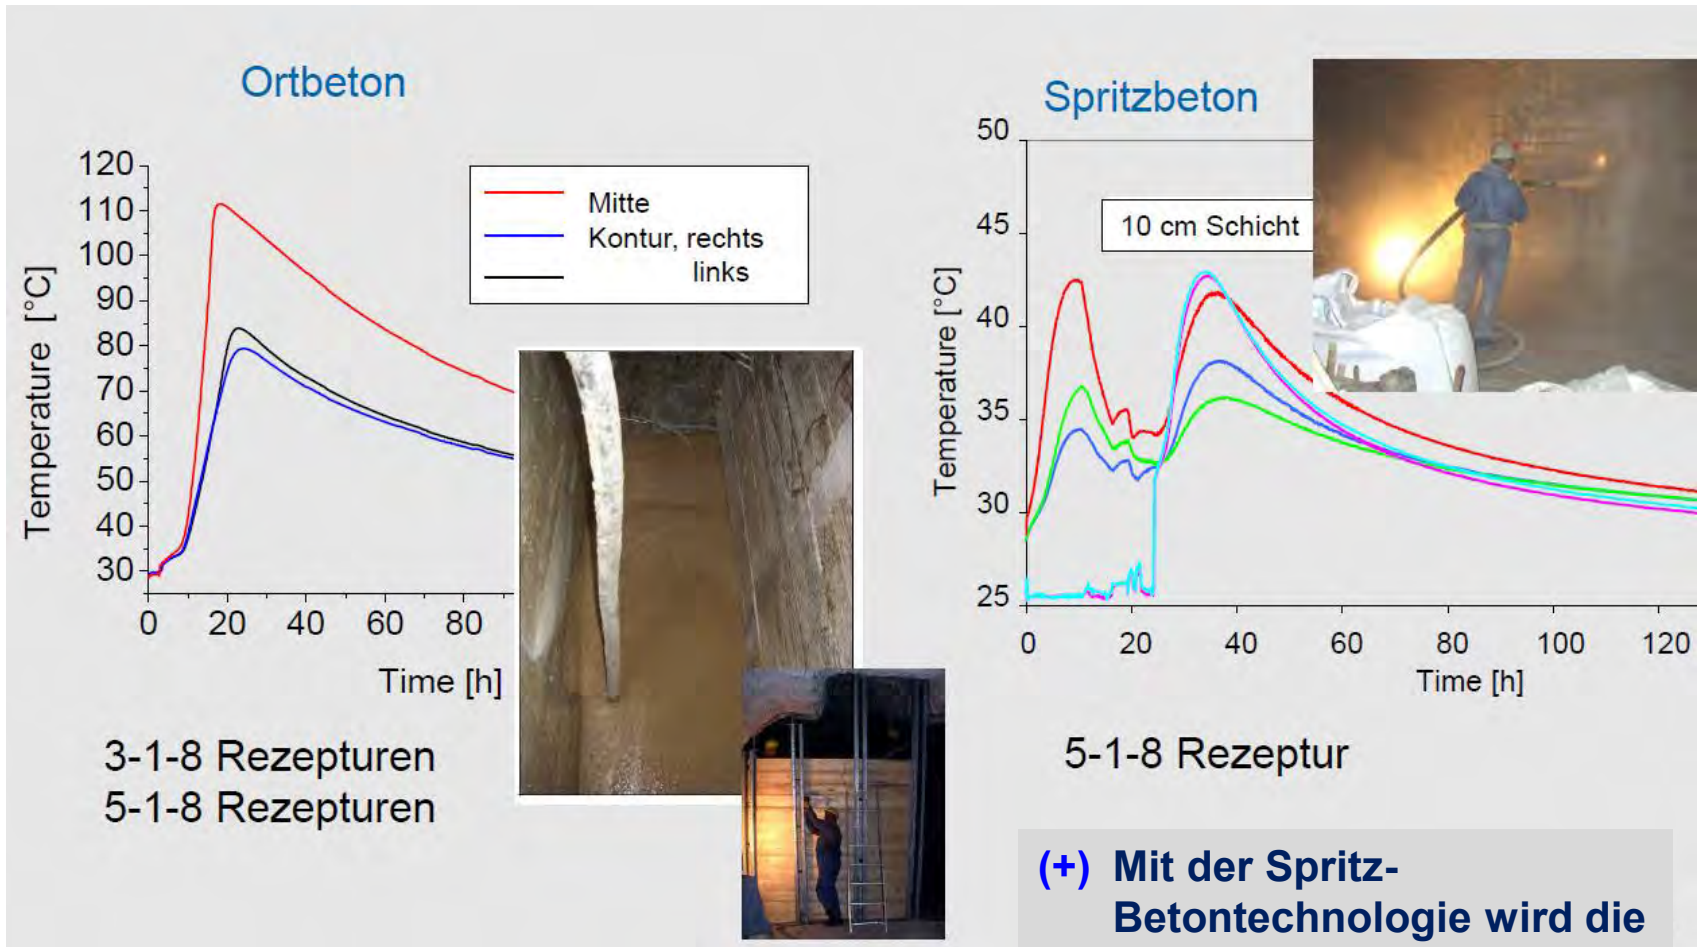 Ortbeton
Temperature [°C]
120
110
100
90
80
70
60
50
40
30
0 20 40 60 80
Time [h]
Mitte
Kontur, rechts
links
3-1-8 Rezepturen
5-1-8 Rezepturen
Spritzbeton
Temperature [°C]
50
45
40
35
30
25
0 20 40 60 80 100 120
Time [h]
10 cm Schicht
5-1-8 Rezeptur
(+) Mit der Spritz-
Betontechnologie wird die